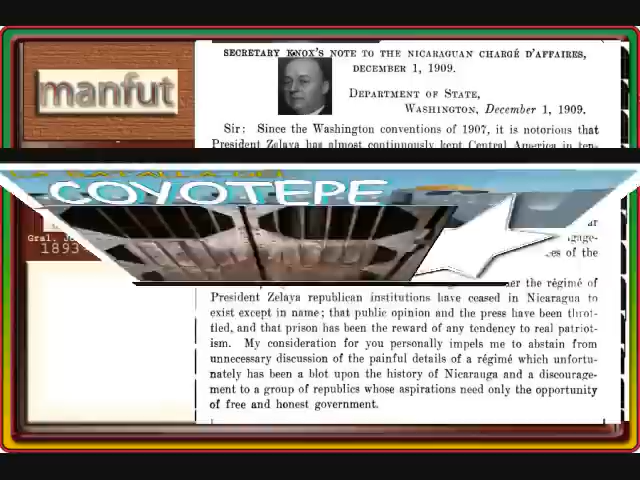 SECRETARY KNOX'S NOTE TO THE NICARAGUAN CHARGÉ D'AFFAIRES,
DECEMBER 1, 1909.
manfut
DEPARTMENT OF STATE,
WASHINGTON, December 1, 1909.
Sir: Since the Washington conventions of 1907, it is notorious that
President Zelaya has almost continuously kept Central America in ten-
COYOTEPE
Gral.
1893
of the
the régime of
President Zelaya republican institutions have ceased in Nicaragua to
exist except in name; that public opinion and the press have been throt-
tled, and that prison has been the reward of any tendency to real patriot-
ism. My consideration for you personally impels me to abstain from
unnecessary discussion of the painful details of a régime which unfortu-
nately has been a blot upon the history of Nicarauga and a discourage-
ment to a group of republics whose aspirations need only the opportunity
of free and honest government.